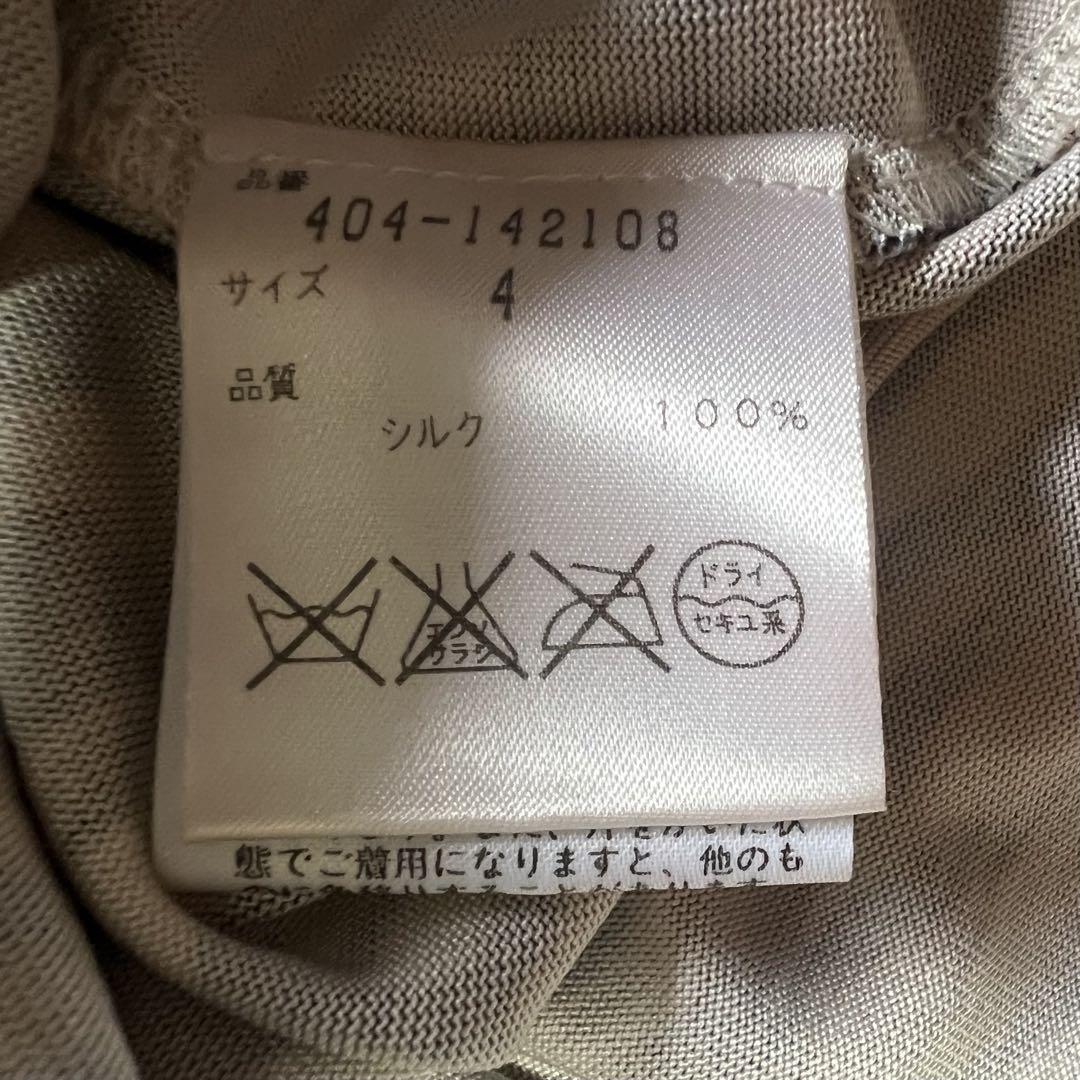 品番
404-142108
サイズ 4
品質
シルク 100%
エンソ
サラシ
ドライ
セキユ系
態でご着用になりますと、他のも